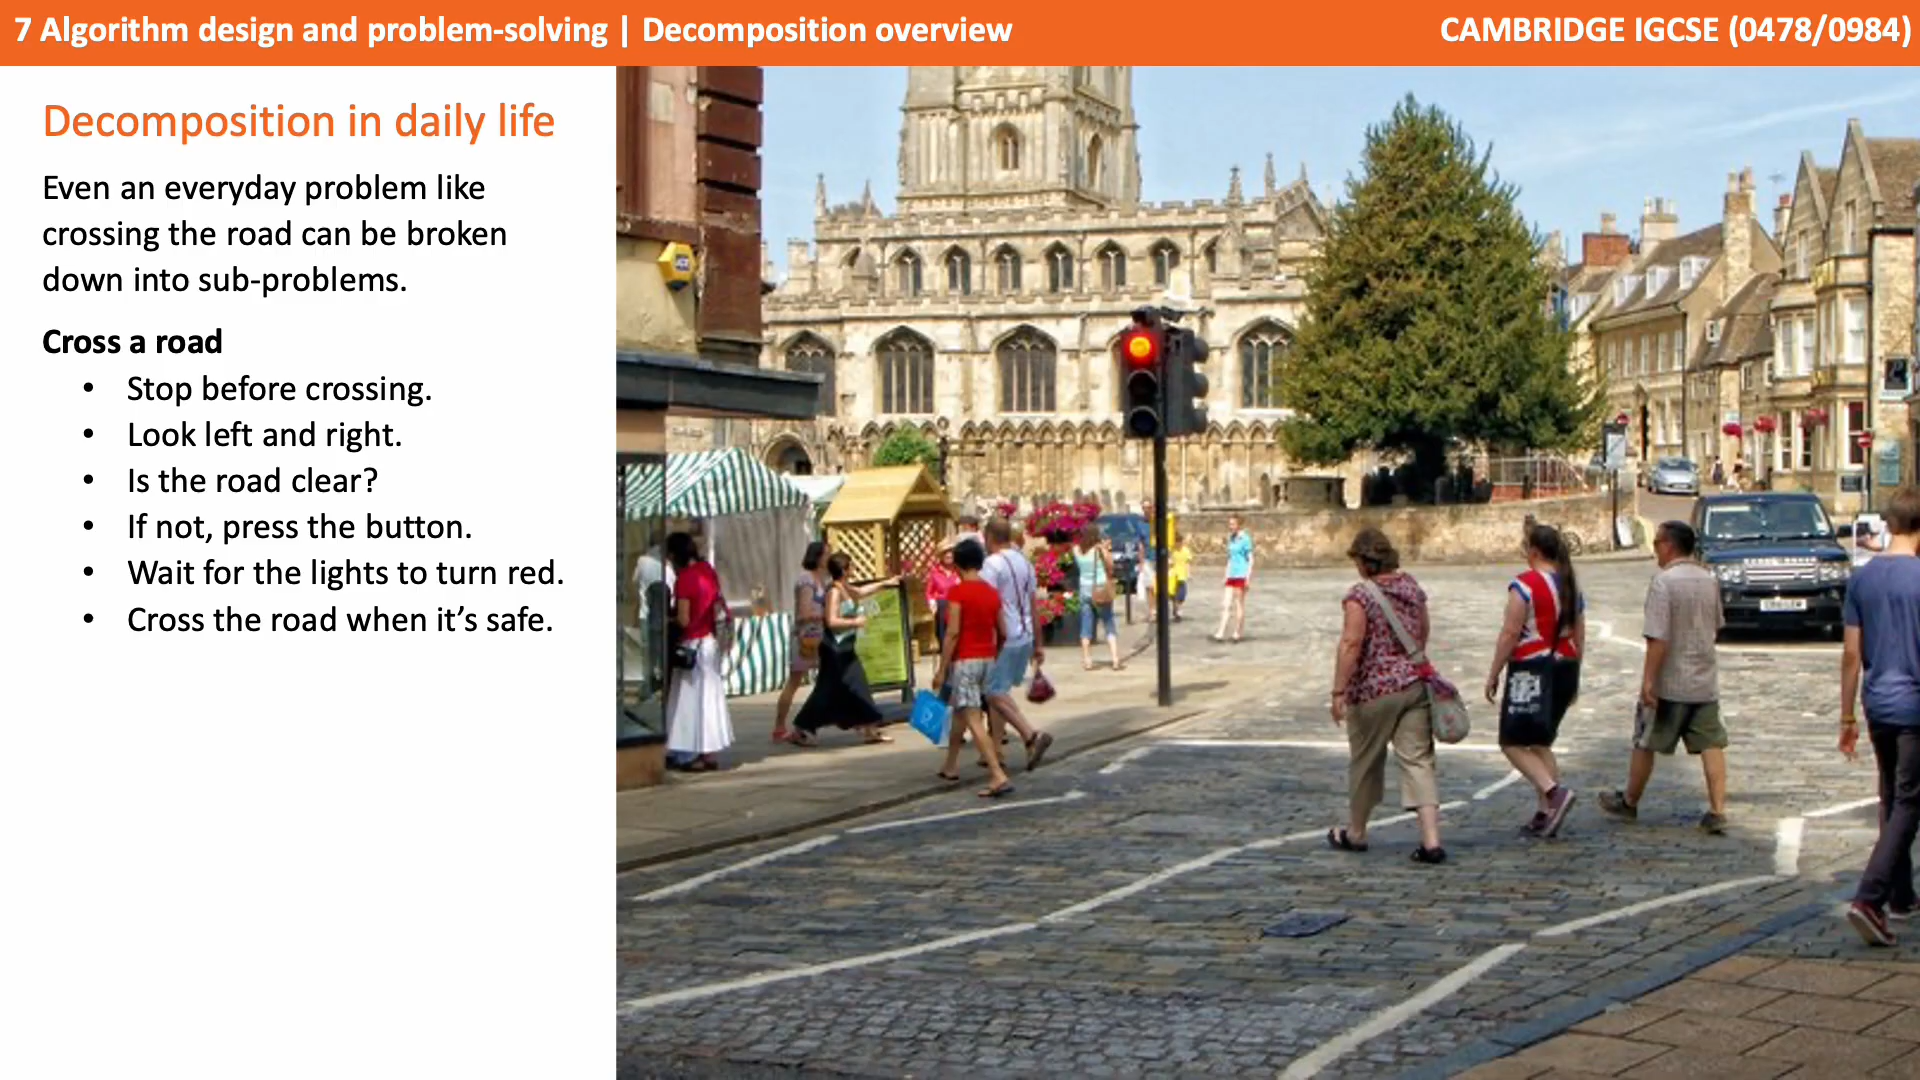 7 Algorithm design and problem-solving | Decomposition overview
CAMBRIDGE IGCSE (0478/0984)
Decomposition in daily life
Even an everyday problem like
crossing the road can be broken
down into sub-problems.
Cross a road
• Stop before crossing.
• Look left and right.
• Is the road clear?
• If not, press the button.
• Wait for the lights to turn red.
• Cross the road when it’s safe.